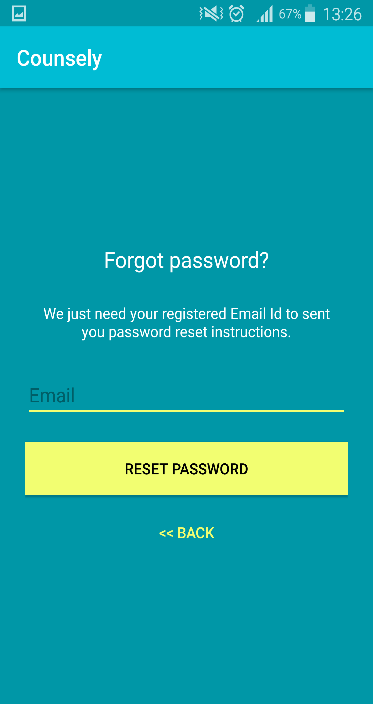 67% 13:26
Counsely
Forgot password?
We just need your registered Email Id to sent
you password reset instructions.
Email
RESET PASSWORD
<< BACK